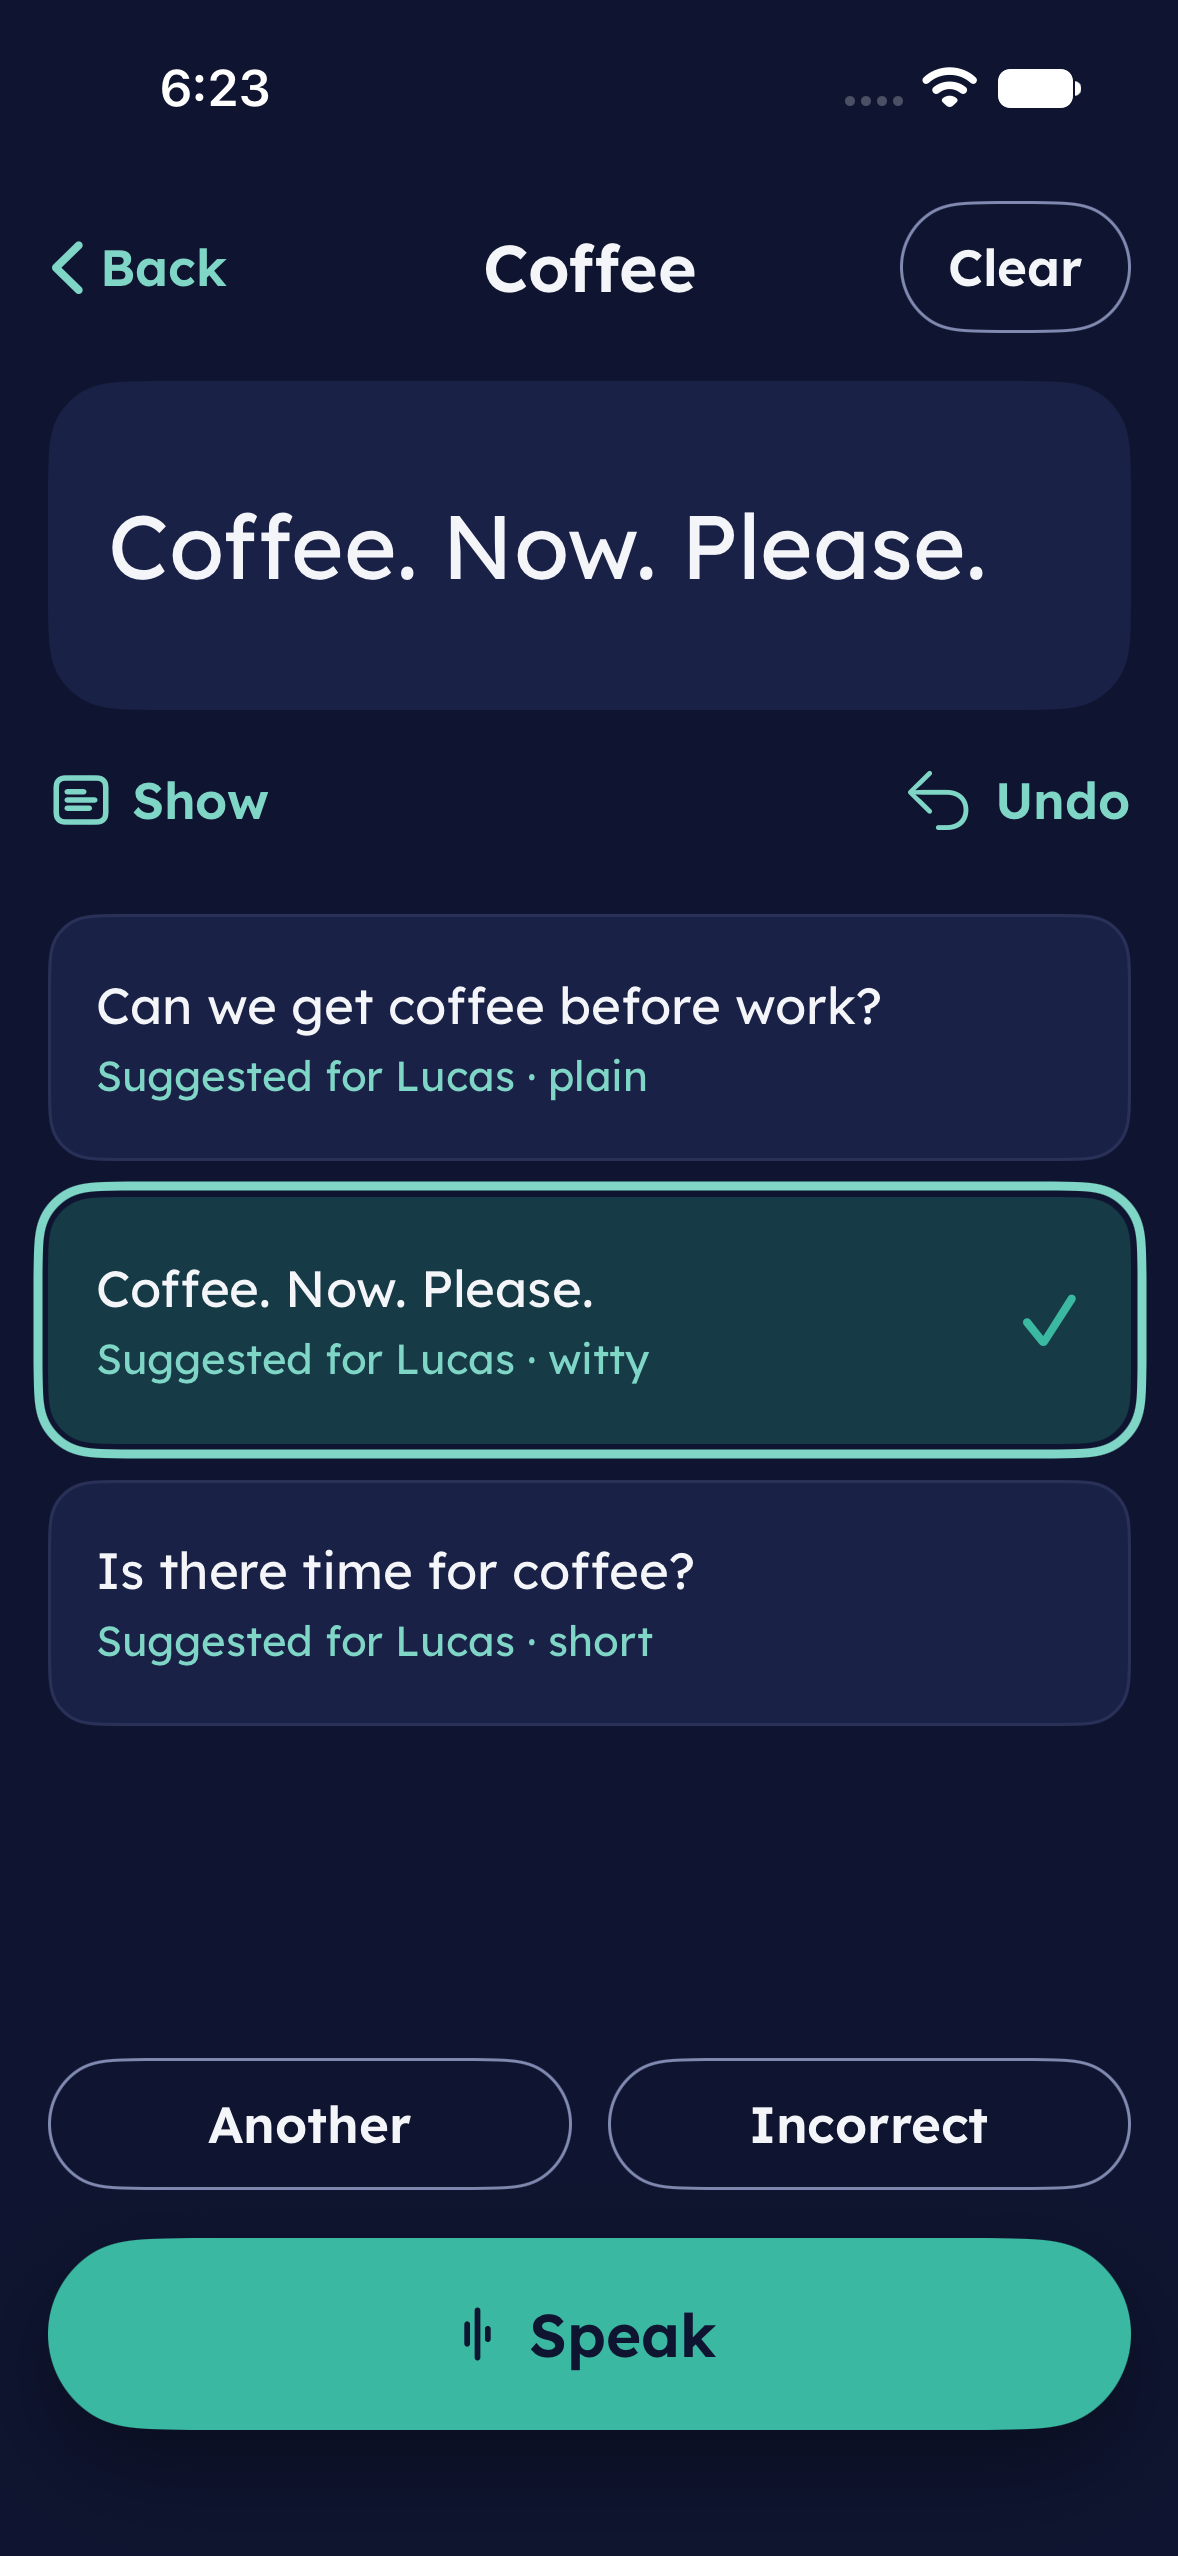 6:23
Back
Coffee
Clear
Coffee. Now. Please.
Show
Undo
Can we get coffee before work?
Suggested for Lucas · plain
Coffee. Now. Please.
Suggested for Lucas · witty
Is there time for coffee?
Suggested for Lucas · short
Another
Incorrect
Speak